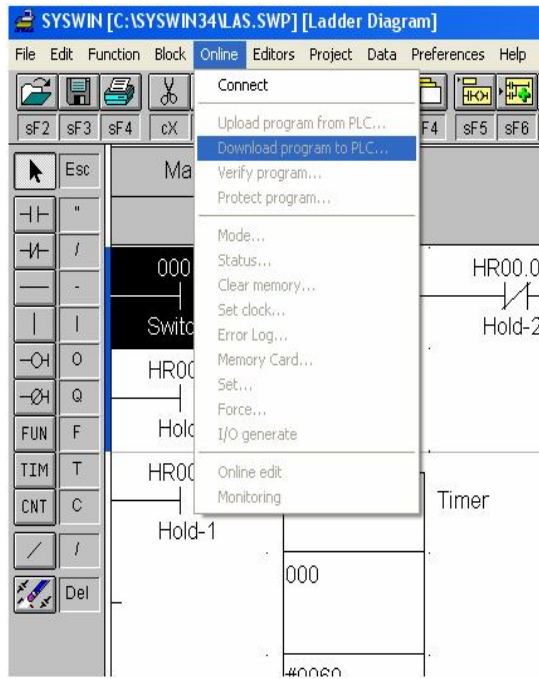 SYSWIN [C:\SYSWIN34\LAS.SWP] [Ladder Diagram]
File Edit Function Block Online Editors Project Data Preferences Help
sF2 sF3 sF4 cX F4 sF5 sF6
Connect
Upload program from PLC...
Download program to PLC...
Verify program...
Protect program...
Mode...
Status...
Clear memory...
Set clock...
Error Log...
Memory Card...
Set...
Force...
I/O generate
Online edit
Monitoring
Esc
"
/
-
|
O
Q
FUN F
TIM T
CNT C
/
Del
Ma
000
Switc
HR00.0
Hold-2
HR00
Hold
HR00
Hold-1
Timer
000
#0060